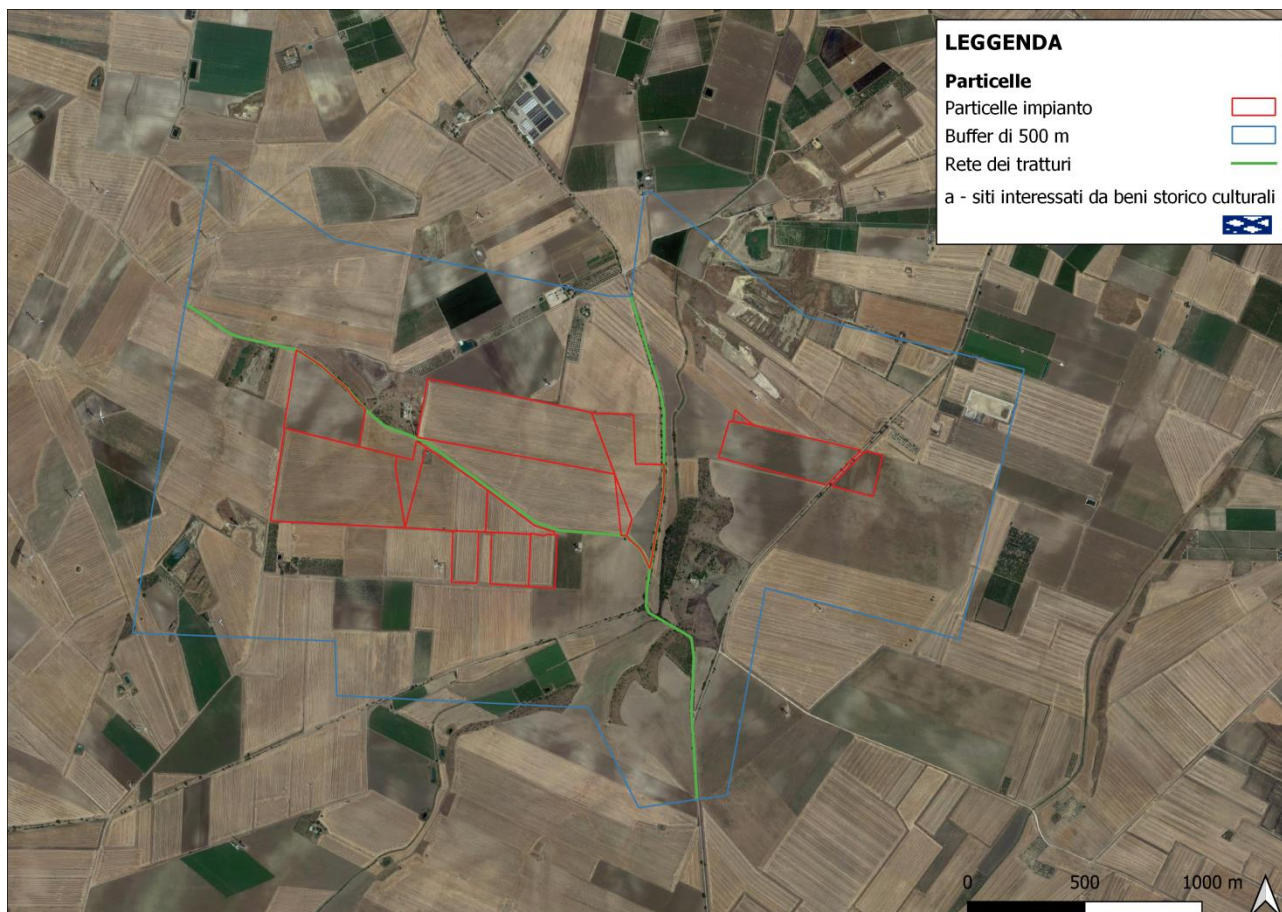 LEGGENDA
Particelle
Particelle impianto
Buffer di 500 m
Rete dei tratturi
a - siti interessati da beni storico culturali
0 500 1000 m